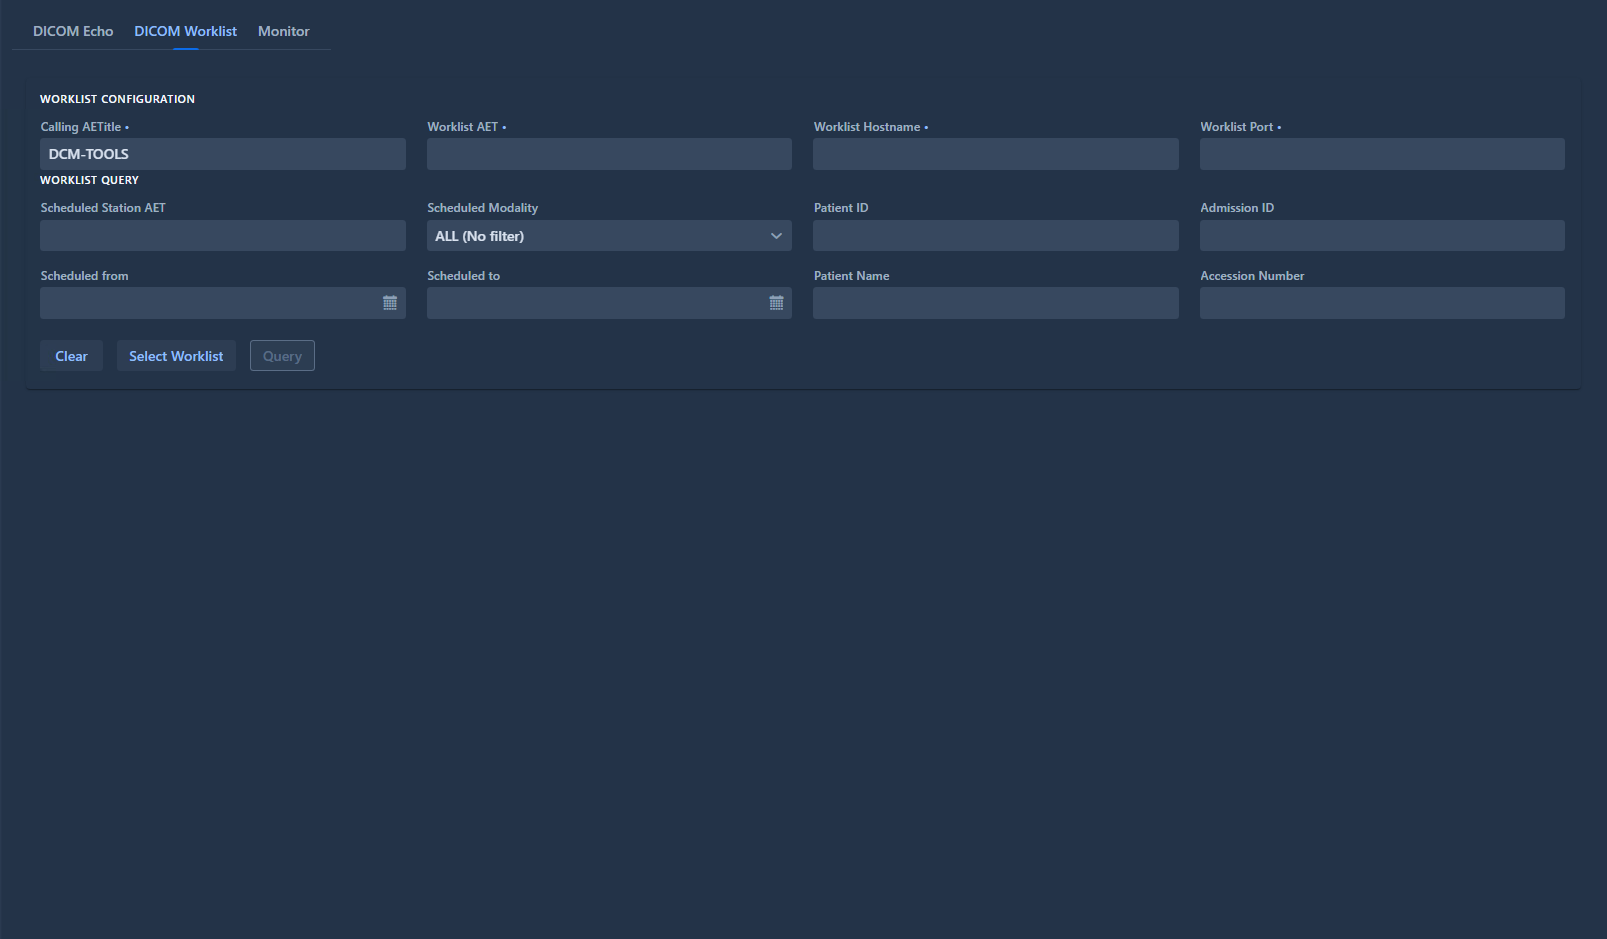 DICOM Echo DICOM Worklist Monitor
WORKLIST CONFIGURATION
Calling AETitle • Worklist AET • Worklist Hostname • Worklist Port •
DCM-TOOLS
WORKLIST QUERY
Scheduled Station AET Scheduled Modality Patient ID Admission ID
ALL (No filter)
Scheduled from Scheduled to Patient Name Accession Number
Clear Select Worklist Query